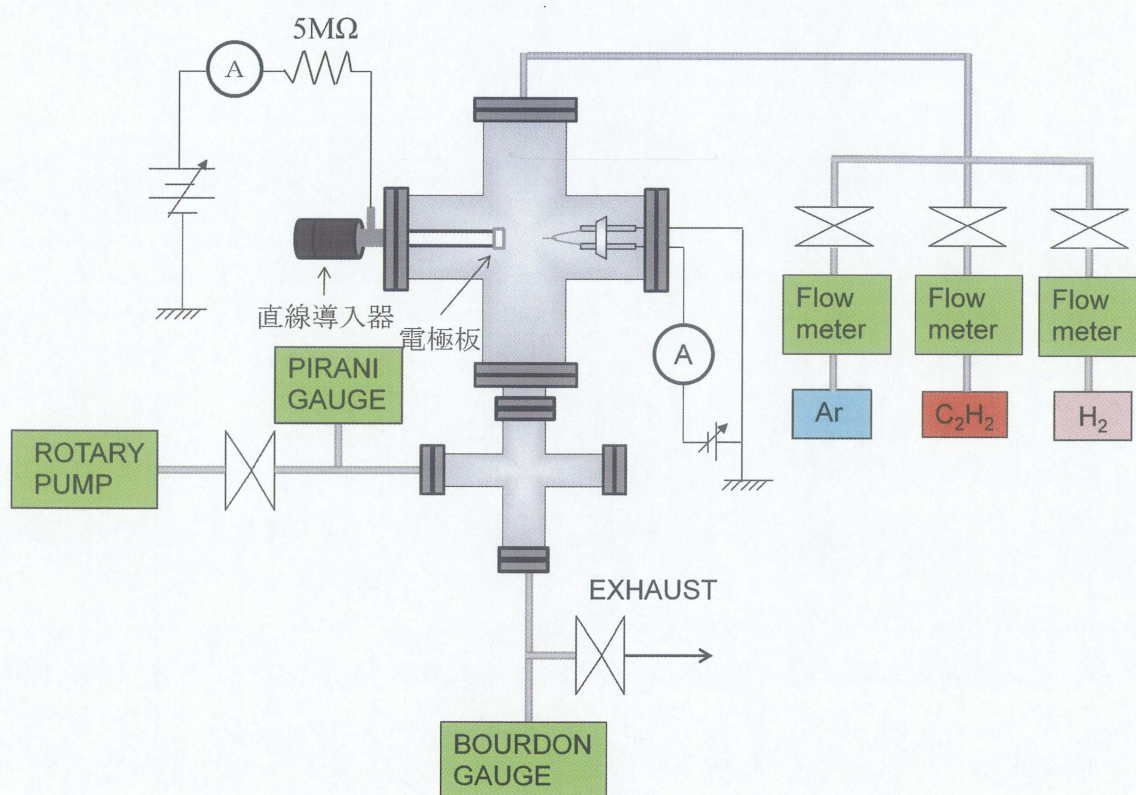 5MΩ
A
直線導入器
電極板
PIRANI
GAUGE
ROTARY
PUMP
A
Flow
meter
Flow
meter
Flow
meter
Ar
C₂H₂
H₂
EXHAUST
BOURDON
GAUGE